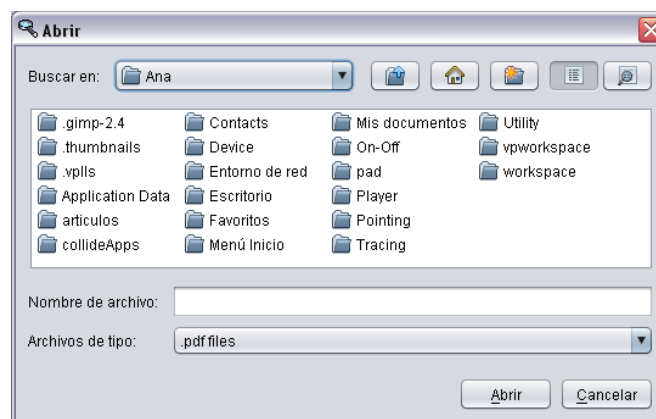 Abrir
Buscar en: Ana
.gimp-2.4 Contacts Mis documentos Utility
.thumbnails Device On-Off vpworkspace
.vplls Entorno de red pad workspace
Application Data Escritorio Player
articulos Favoritos Pointing
collideApps Menú Inicio Tracing
Nombre de archivo:
Archivos de tipo: .pdf files
Abrir Cancelar